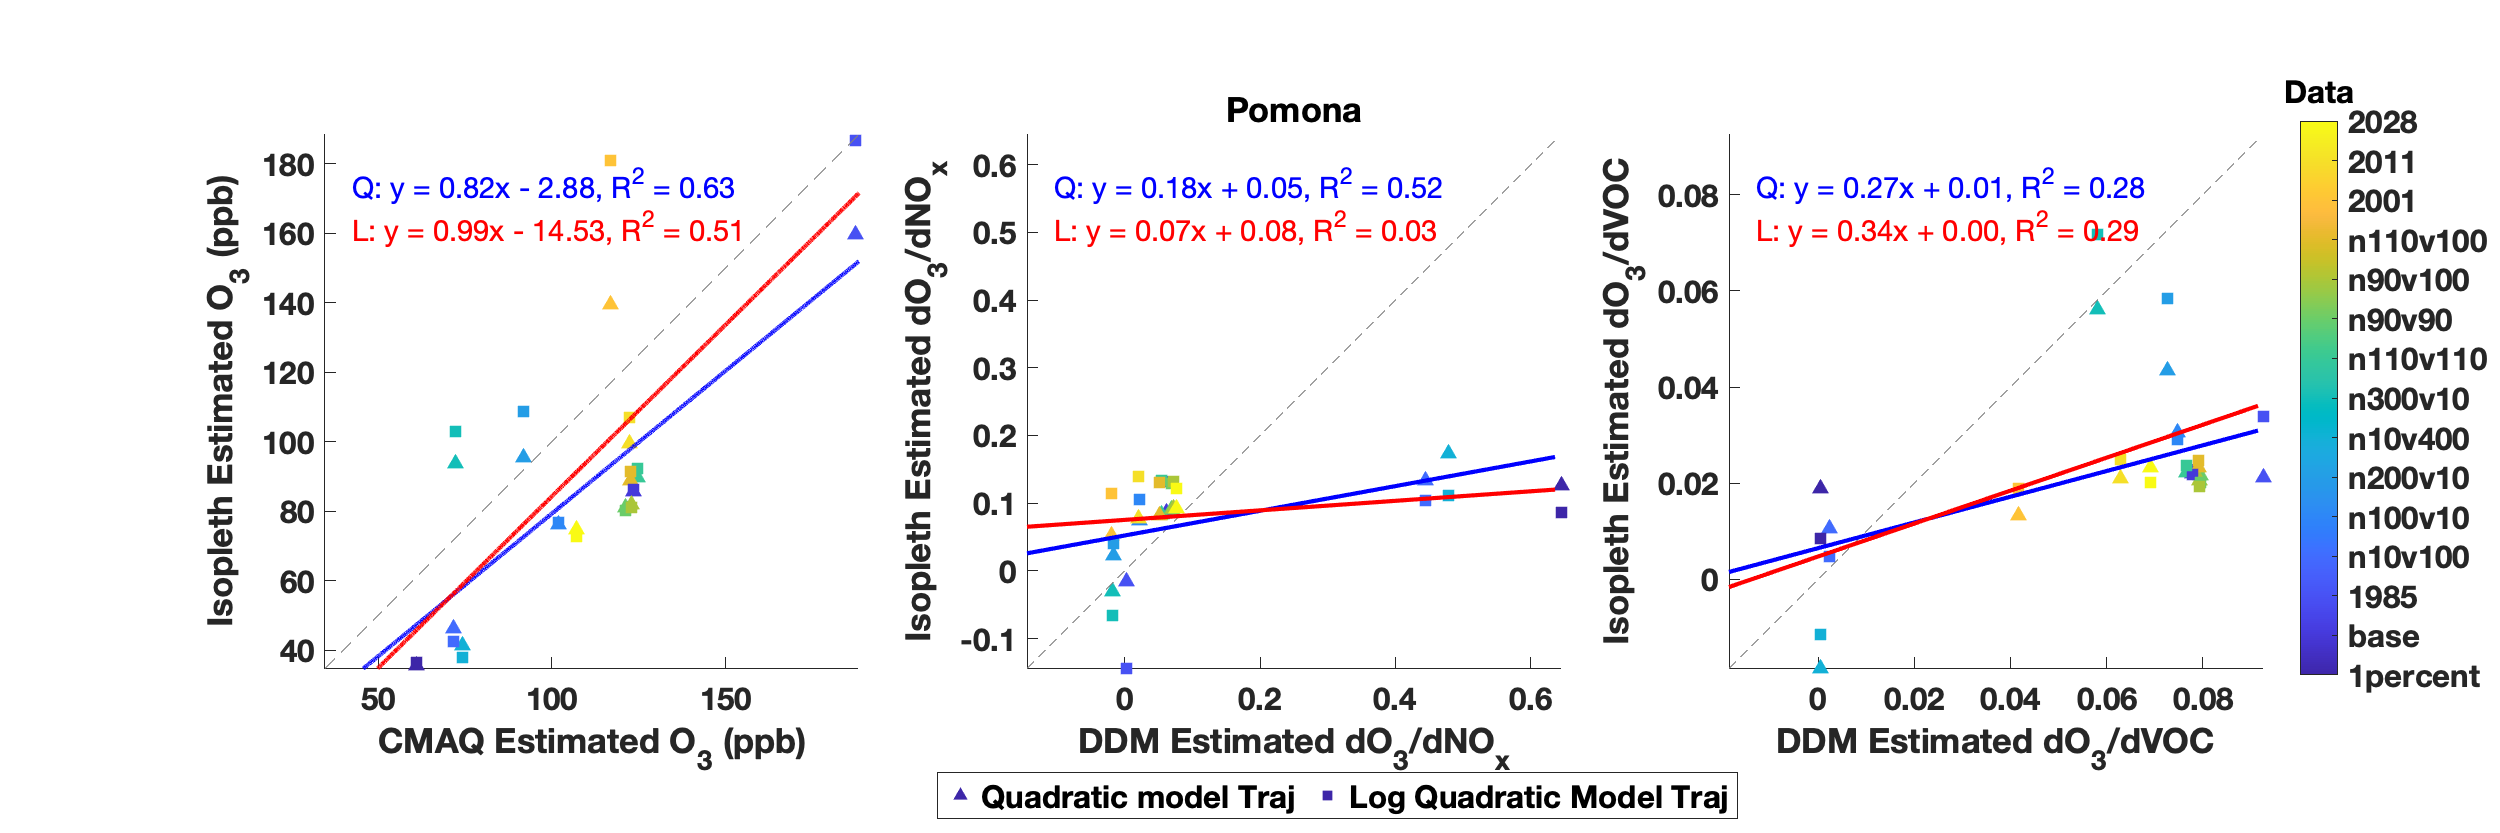 Pomona
Data
Isopleth Estimated O3 (ppb)
180
160
140
120
100
80
60
40
Q: y = 0.82x - 2.88, R2 = 0.63
L: y = 0.99x - 14.53, R2 = 0.51
50 100 150
CMAQ Estimated O3 (ppb)
Isopleth Estimated dO3/dNOx
0.6
0.5
0.4
0.3
0.2
0.1
0
-0.1
Q: y = 0.18x + 0.05, R2 = 0.52
L: y = 0.07x + 0.08, R2 = 0.03
0 0.2 0.4 0.6
DDM Estimated dO3/dNOx
Isopleth Estimated dO3/dVOC
0.08
0.06
0.04
0.02
0
Q: y = 0.27x + 0.01, R2 = 0.28
L: y = 0.34x + 0.00, R2 = 0.29
0 0.02 0.04 0.06 0.08
DDM Estimated dO3/dVOC
2028
2011
2001
n110v100
n90v100
n90v90
n110v110
n300v10
n10v400
n200v10
n100v10
n10v100
1985
base
1percent
Quadratic model Traj
Log Quadratic Model Traj